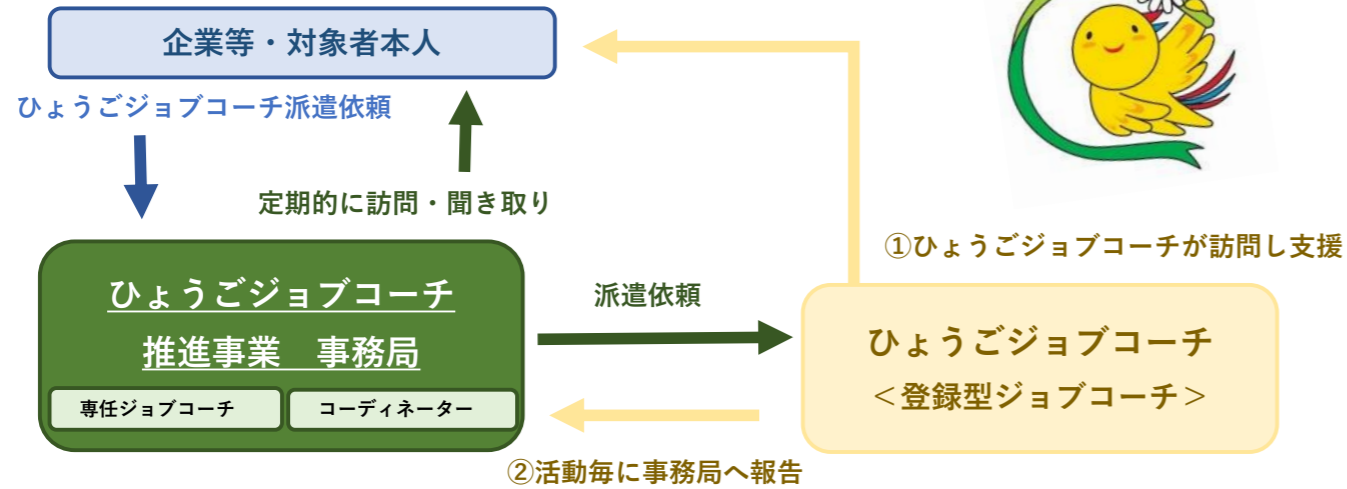 企業等・対象者本人
ひょうごジョブコーチ派遣依頼
定期的に訪問・聞き取り
①ひょうごジョブコーチが訪問し支援
ひょうごジョブコーチ
推進事業　事務局
専任ジョブコーチ
コーディネーター
派遣依頼
ひょうごジョブコーチ
＜登録型ジョブコーチ＞
②活動毎に事務局へ報告